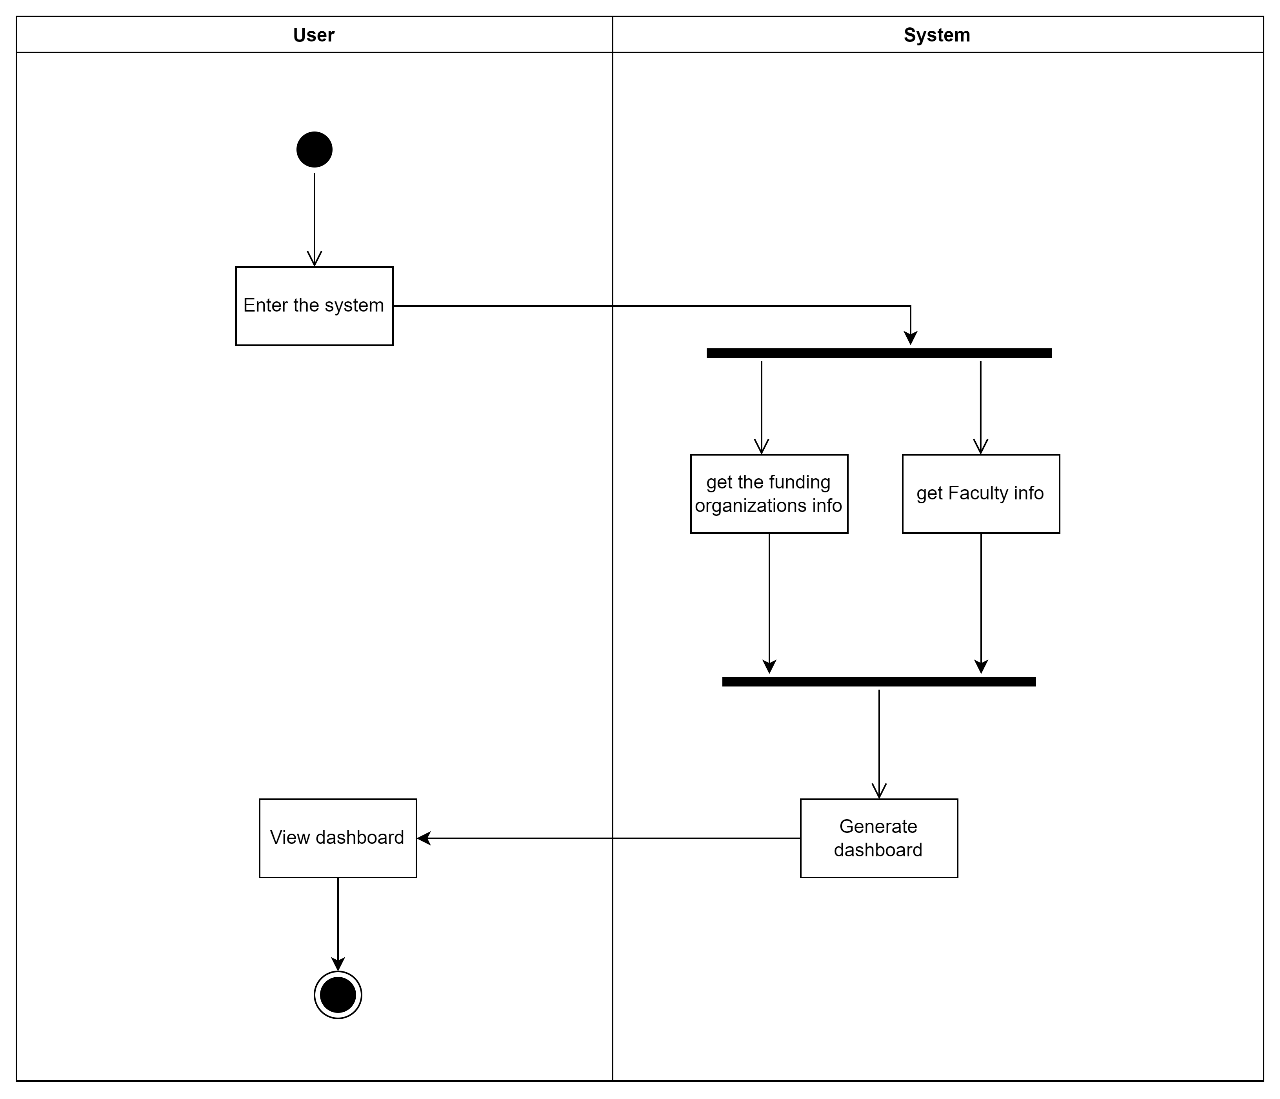 User
System
Enter the system
get the funding
organizations info
get Faculty info
View dashboard
Generate
dashboard